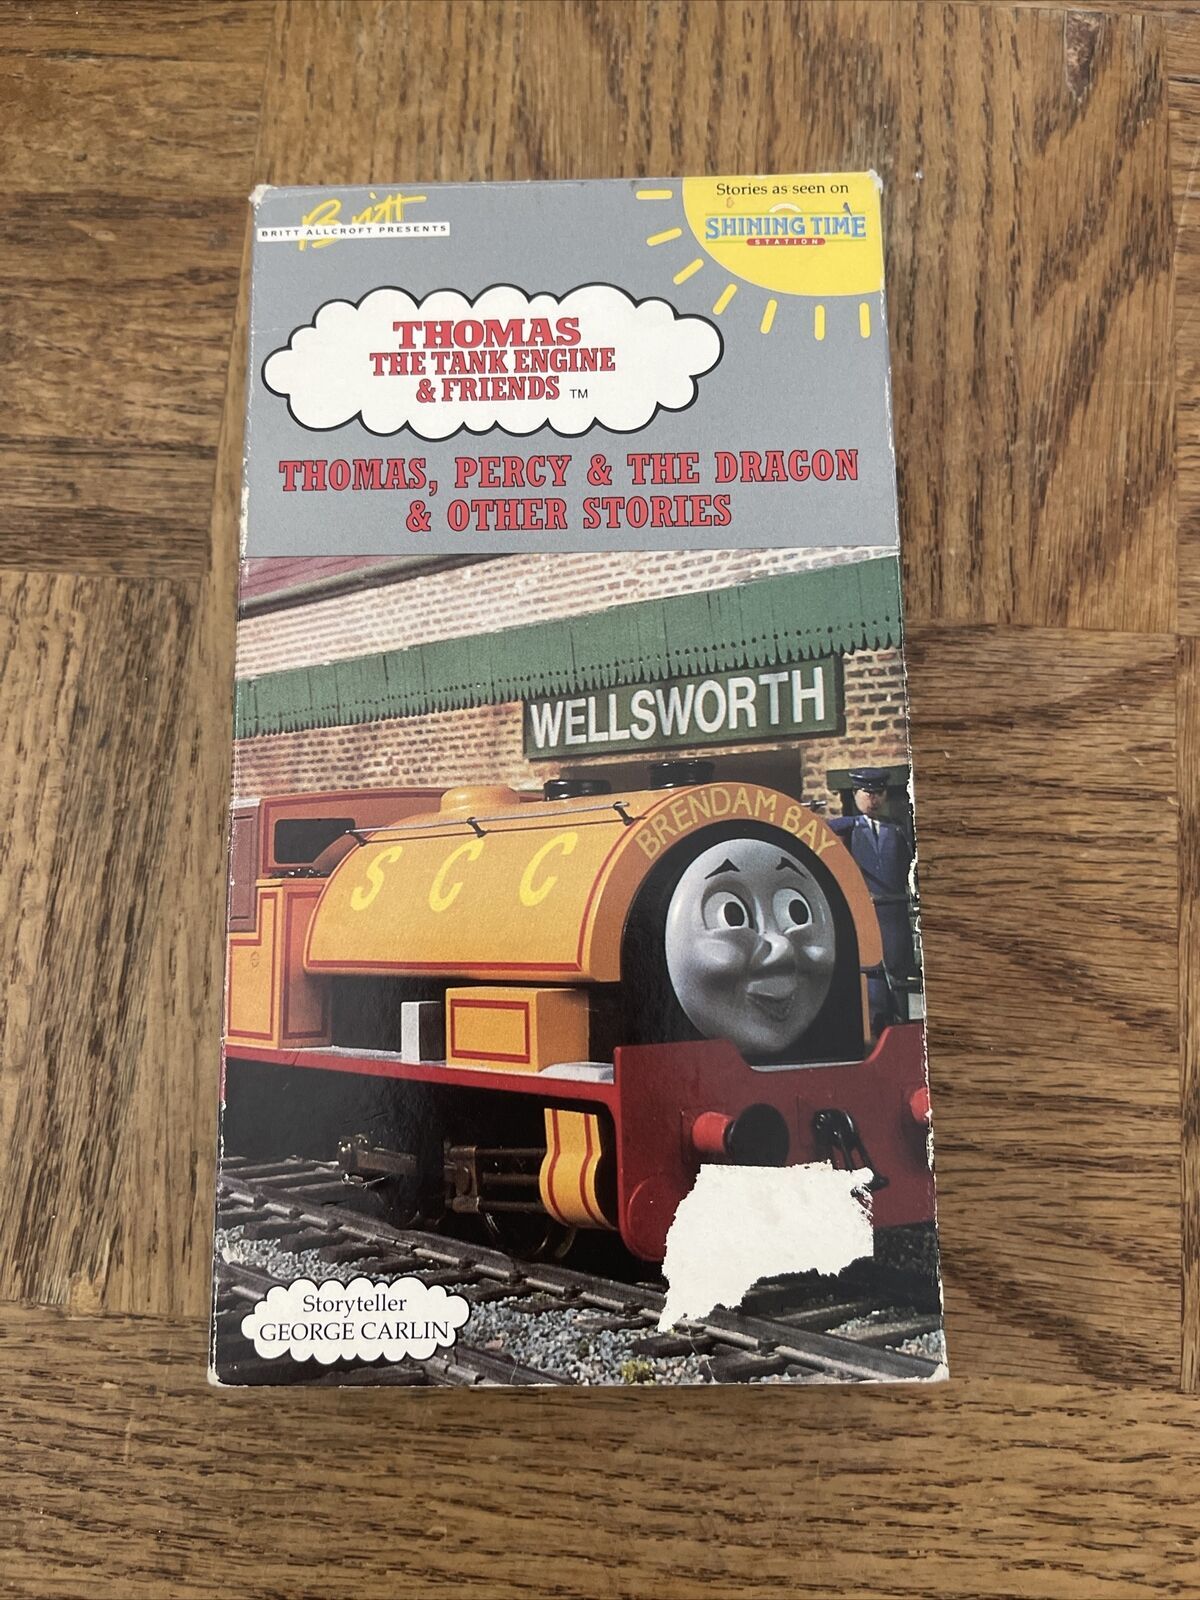 Britt
BRITT ALLCROFT PRESENTS
Stories as seen on
SHINING TIME
STATION
THOMAS
THE TANK ENGINE
& FRIENDS ™
THOMAS, PERCY & THE DRAGON
& OTHER STORIES
WELLSWORTH
BRENDAM BAY
S C C
Storyteller
GEORGE CARLIN